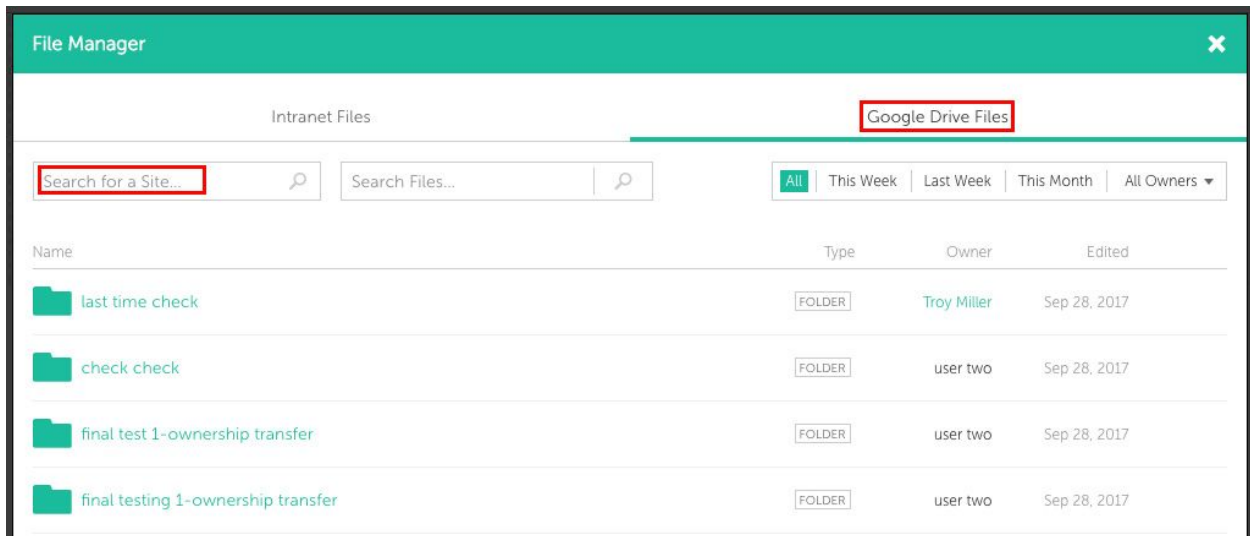 File Manager
Intranet Files Google Drive Files
Search for a Site... Search Files... All This Week Last Week This Month All Owners
Name Type Owner Edited
last time check FOLDER Troy Miller Sep 28, 2017
check check FOLDER user two Sep 28, 2017
final test 1-ownership transfer FOLDER user two Sep 28, 2017
final testing 1-ownership transfer FOLDER user two Sep 28, 2017